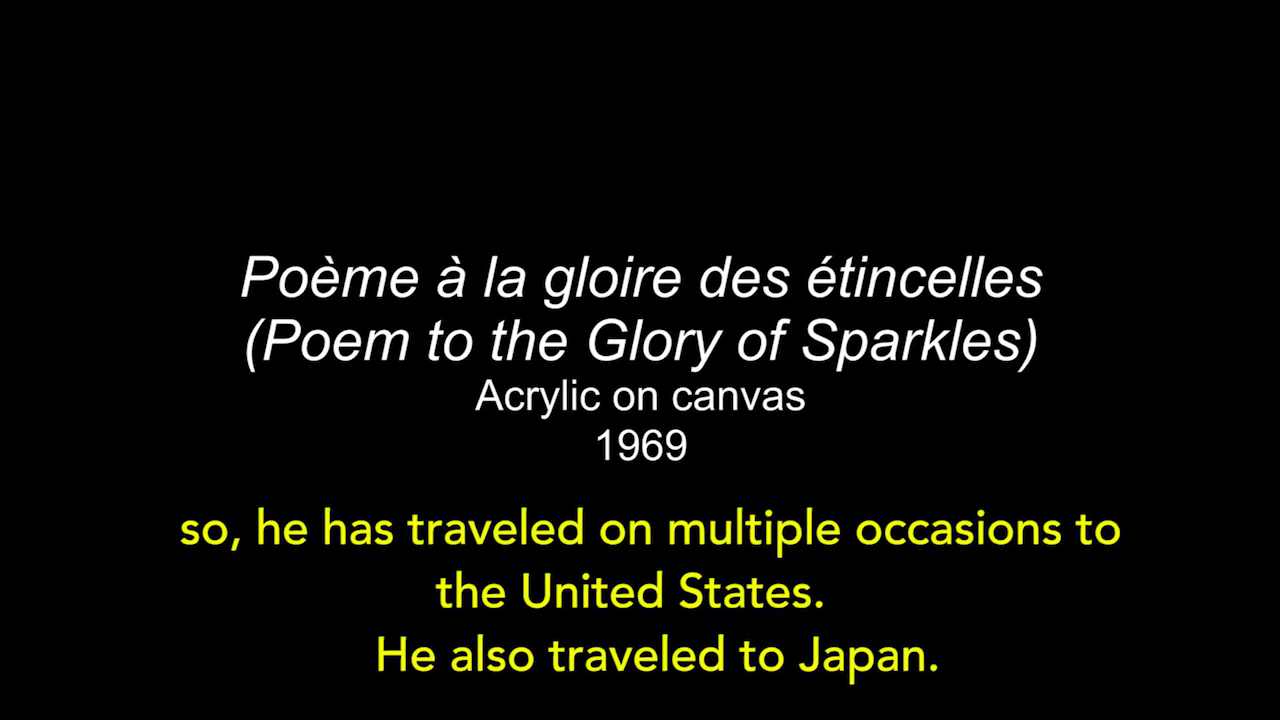 Poème à la gloire des étincelles
(Poem to the Glory of Sparkles)
Acrylic on canvas
1969
so, he has traveled on multiple occasions to
the United States.
He also traveled to Japan.